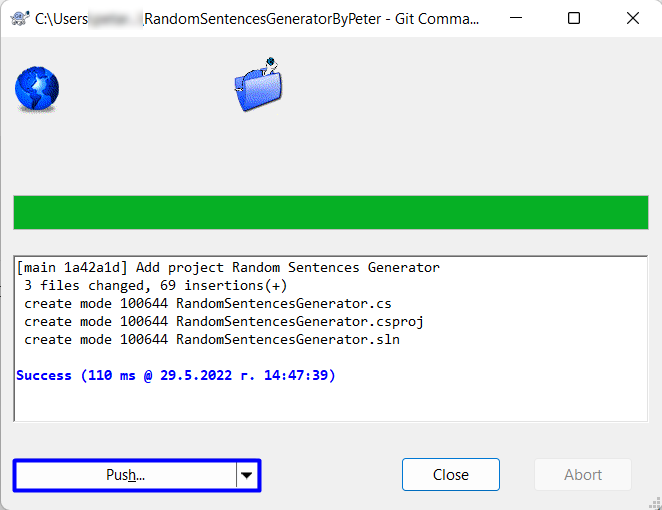 C:\Users \_RandomSentencesGeneratorByPeter - Git Comma...
[main 1a42a1d] Add project Random Sentences Generator
3 files changed, 69 insertions(+)
create mode 100644 RandomSentencesGenerator.cs
create mode 100644 RandomSentencesGenerator.csproj
create mode 100644 RandomSentencesGenerator.sln
Success (110 ms @ 29.5.2022 г. 14:47:39)
Push...
Close
Abort